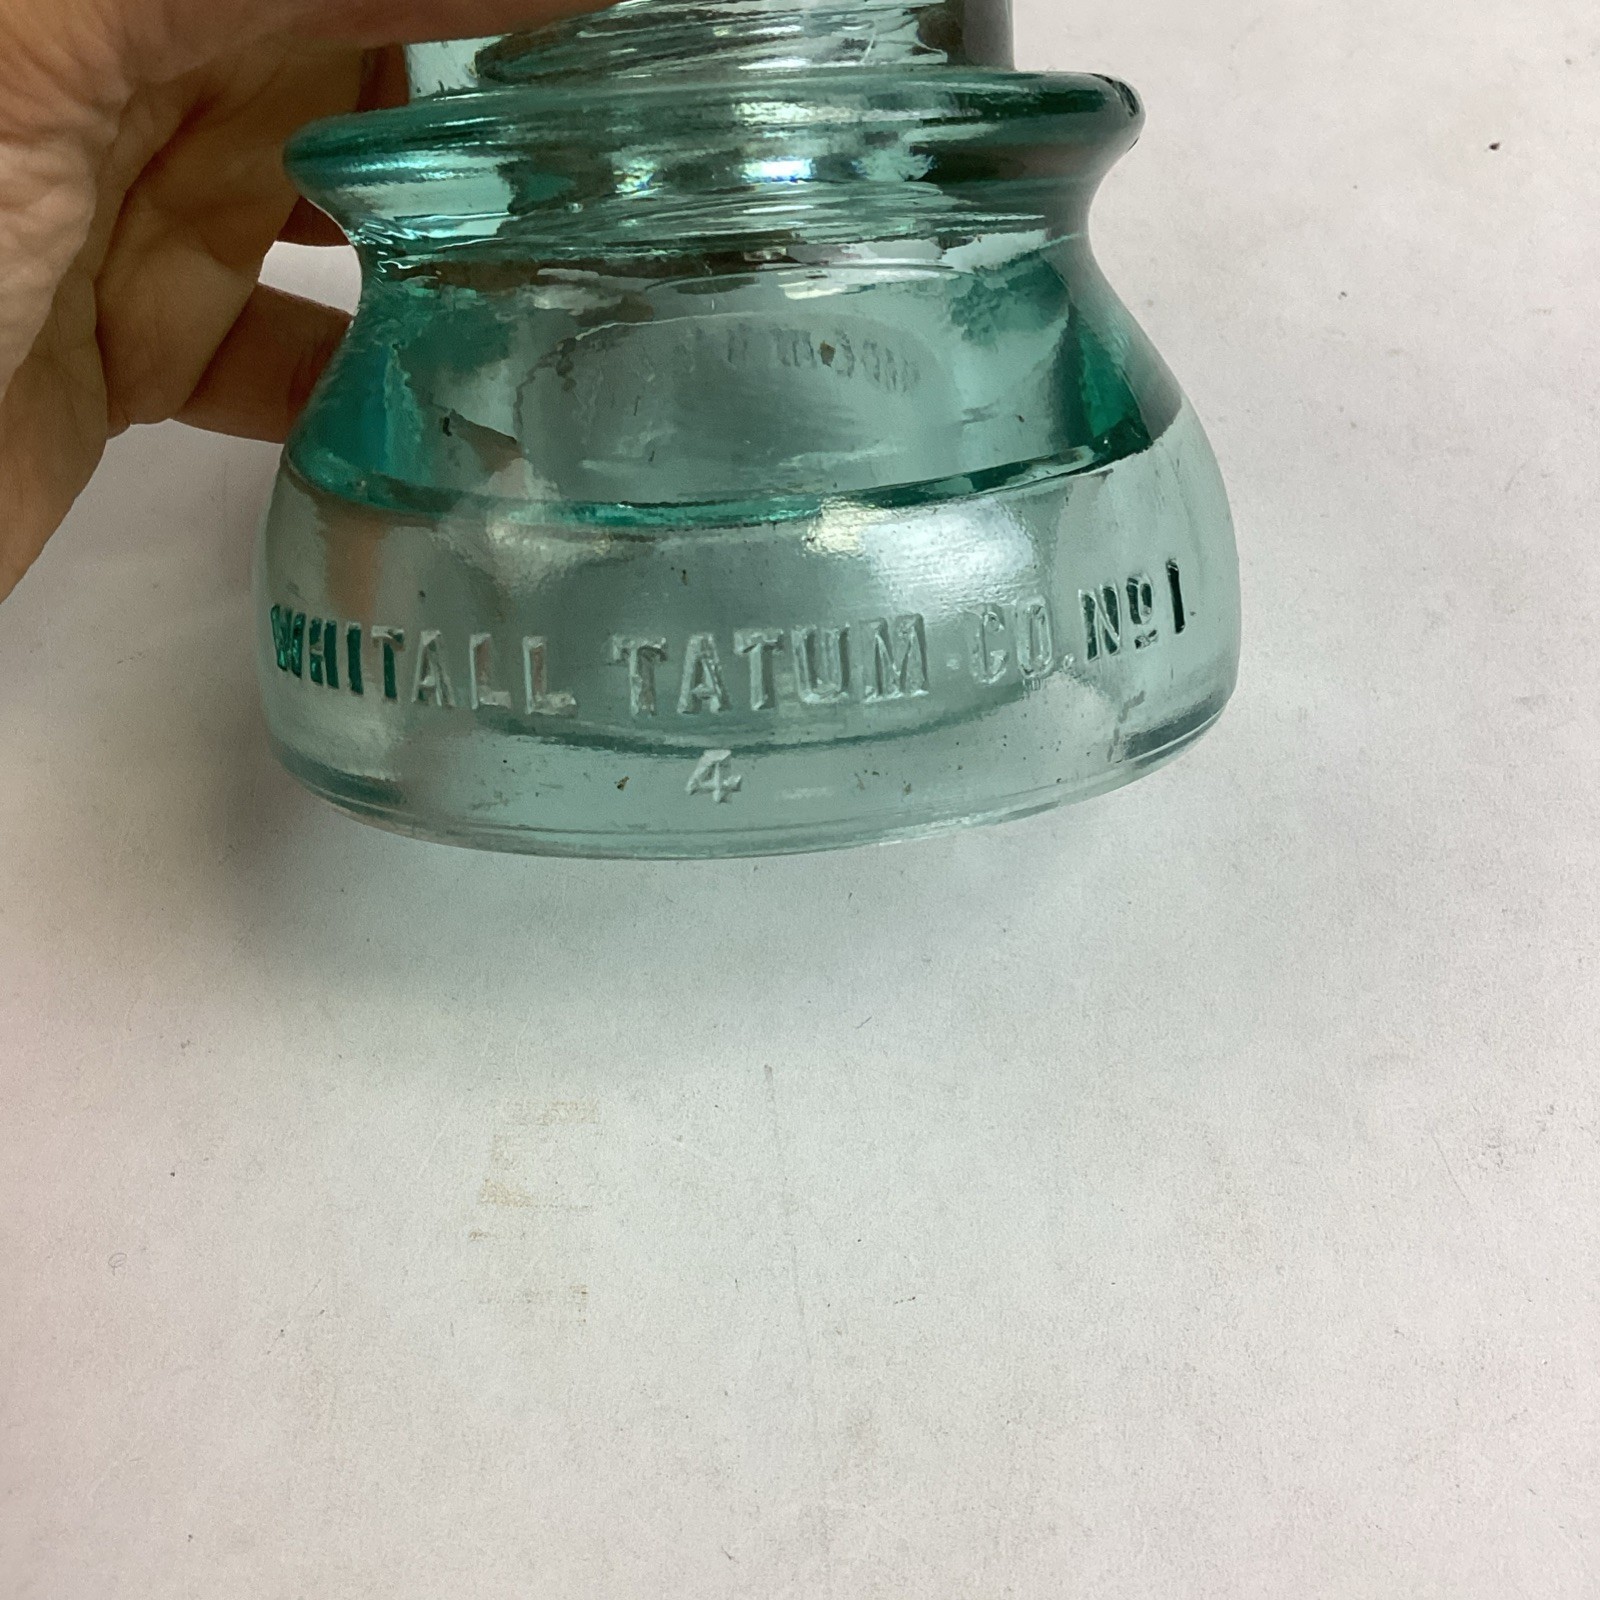 WHITALL TATUM CO. Nº 1
4